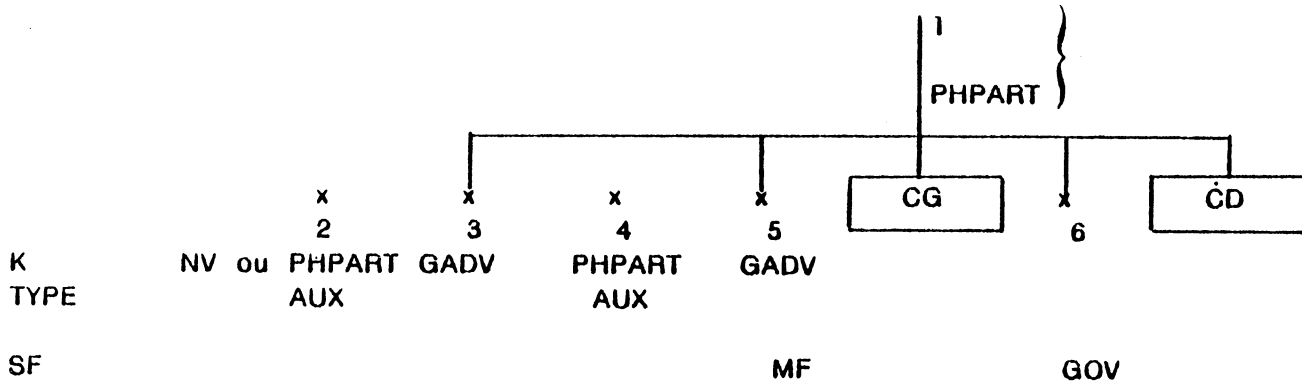 1
PHPART
x x x x CG x CD
2 3 4 5 6
K NV ou PHPART GADV PHPART GADV
TYPE AUX AUX
SF MF GOV